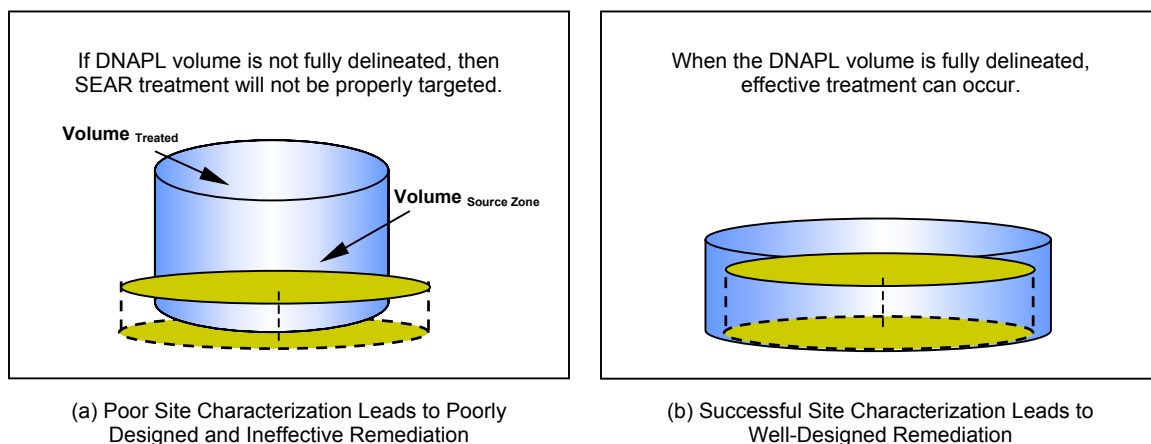 If DNAPL volume is not fully delineated, then
SEAR treatment will not be properly targeted.
Volume Treated
Volume Source Zone
(a) Poor Site Characterization Leads to Poorly
Designed and Ineffective Remediation
When the DNAPL volume is fully delineated,
effective treatment can occur.
(b) Successful Site Characterization Leads to
Well-Designed Remediation